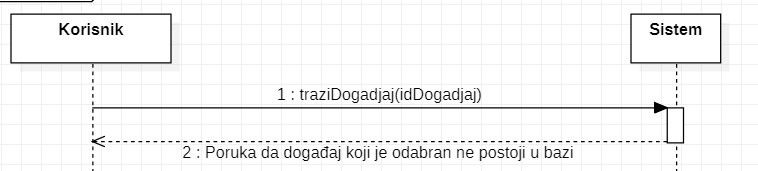 Korisnik
Sistem
1 : traziDogadjaj(idDogadjaj)
2 : Poruka da događaj koji je odabran ne postoji u bazi